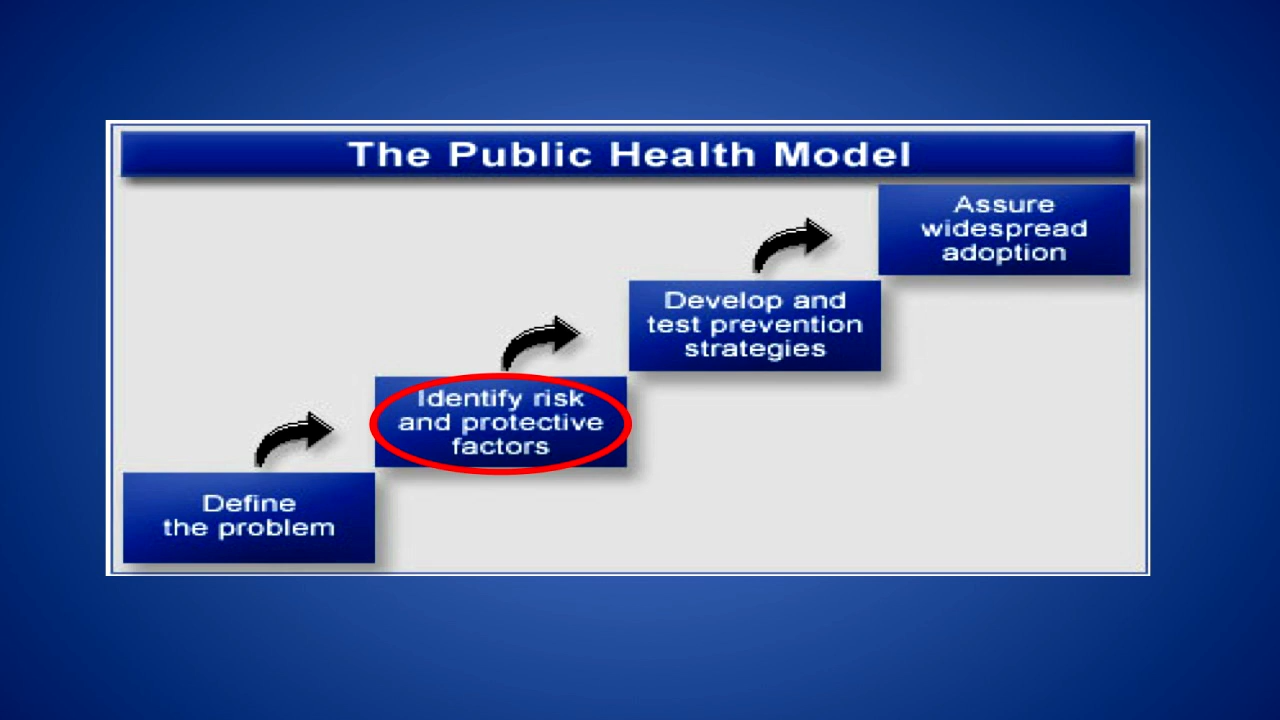 The Public Health Model
Assure
widespread
adoption
Develop and
test prevention
strategies
Identify risk
and protective
factors
Define
the problem